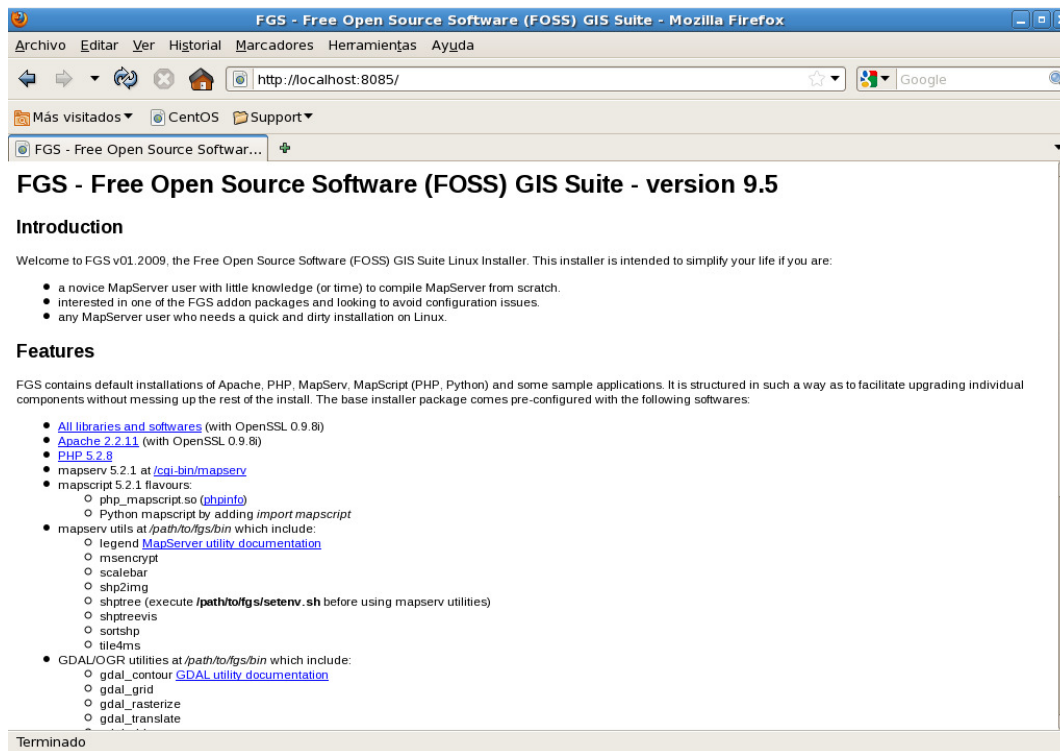 FGS - Free Open Source Software (FOSS) GIS Suite - Mozilla Firefox
Archivo Editar Ver Historial Marcadores Herramientas Ayuda
http://localhost:8085/ Google
Más visitados CentOS Support
FGS - Free Open Source Softwar...
FGS - Free Open Source Software (FOSS) GIS Suite - version 9.5
Introduction
Welcome to FGS v01.2009, the Free Open Source Software (FOSS) GIS Suite Linux Installer. This installer is intended to simplify your life if you are:
a novice MapServer user with little knowledge (or time) to compile MapServer from scratch.
interested in one of the FGS addon packages and looking to avoid configuration issues.
any MapServer user who needs a quick and dirty installation on Linux.
Features
FGS contains default installations of Apache, PHP, MapServ, MapScript (PHP, Python) and some sample applications. It is structured in such a way as to facilitate upgrading individual
components without messing up the rest of the install. The base installer package comes pre-configured with the following softwares:
All libraries and softwares (with OpenSSL 0.9.8i)
Apache 2.2.11 (with OpenSSL 0.9.8i)
PHP 5.2.8
mapserv 5.2.1 at /cgi-bin/mapserv
mapscript 5.2.1 flavours:
php_mapscript.so (phpinfo)
Python mapscript by adding import mapscript
mapserv utils at /path/to/fgs/bin which include:
legend MapServer utility documentation
msencrypt
scalebar
shp2img
shptree (execute /path/to/fgs/setenv.sh before using mapserv utilities)
shptreevis
sortshp
tile4ms
GDAL/OGR utilities at /path/to/fgs/bin which include:
gdal_contour GDAL utility documentation
gdal_grid
gdal_rasterize
gdal_translate
Terminado